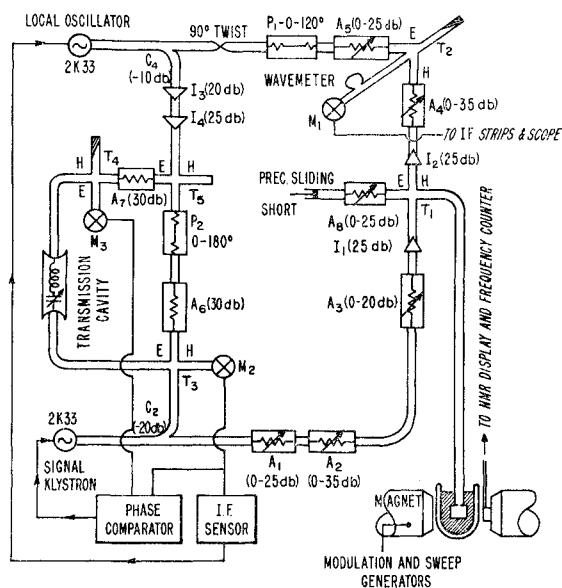 LOCAL OSCILLATOR
2K33
90° TWIST
P1-0-120°
A5(0-25db)
E
T2
H
C4
(-10db)
I3(20db)
I4(25db)
WAVEMETER
M1
A4(0-35db)
TO IF STRIPS & SCOPE
I2(25db)
H
T4
E
A7(30db)
M3
E
H
T5
P2
0-180°
PREC. SLIDING
SHORT
A8(0-25db)
E
H
T1
I1(25db)
A3(0-20db)
TRANSMISSION
CAVITY
A6(30db)
E
H
T3
M2
C2
(-20db)
2K33
SIGNAL
KLYSTRON
A1
(0-25db)
A2
(0-35db)
PHASE
COMPARATOR
I.F.
SENSOR
MAGNET
MODULATION AND SWEEP
GENERATORS
TO NMR DISPLAY AND FREQUENCY COUNTER